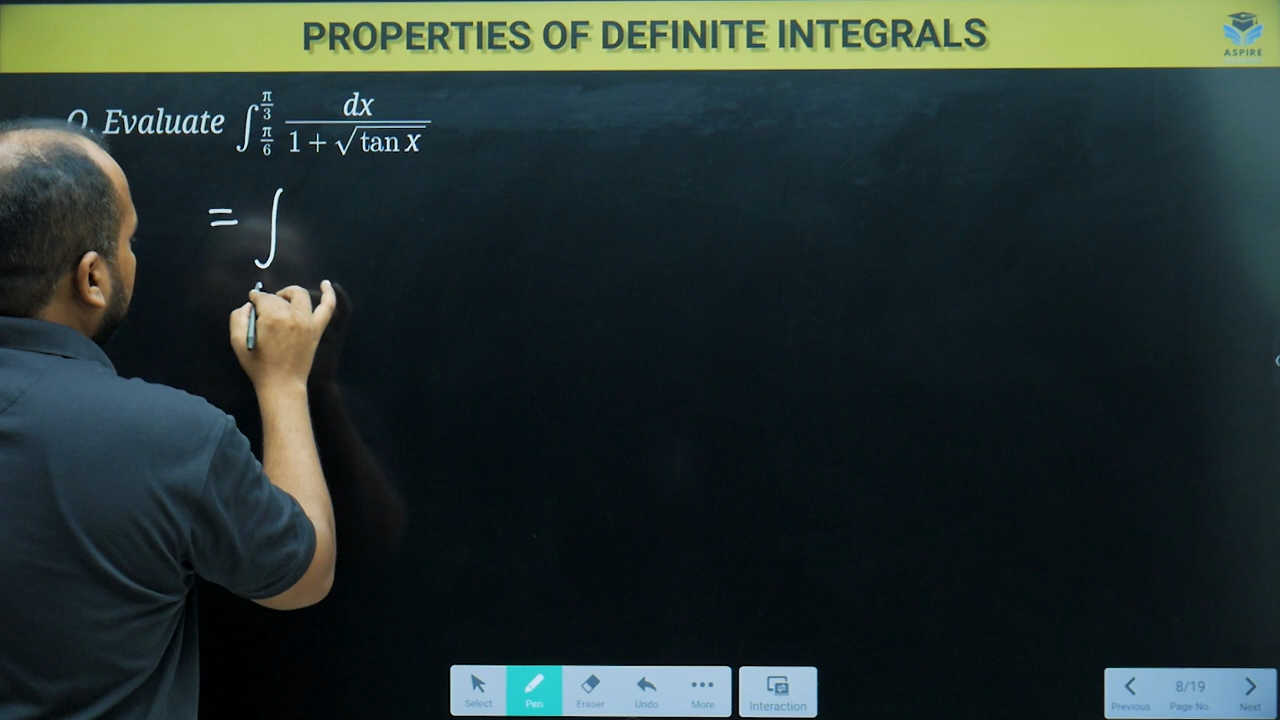 PROPERTIES OF DEFINITE INTEGRALS
ASPIRE
Q. Evaluate ∫_{π/6}^{π/3} dx / (1 + √(tan x))
= ∫
Select Pen Eraser Undo More Interaction
Previous 8/19 Page No. Next